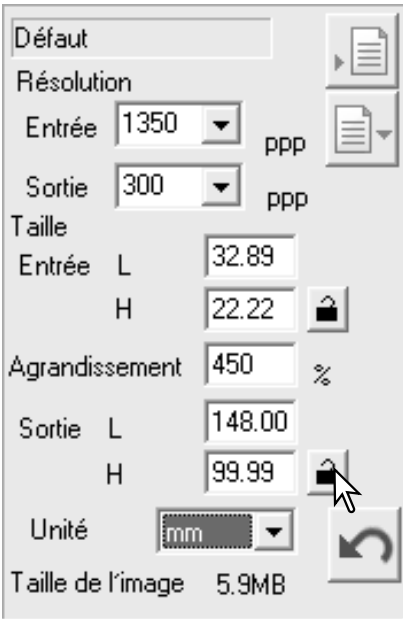 Défaut
Résolution
Entrée 1350 ppp
Sortie 300 ppp
Taille
Entrée L 32.89
H 22.22
Agrandissement 450 %
Sortie L 148.00
H 99.99
Unité mm
Taille de l'image 5.9MB